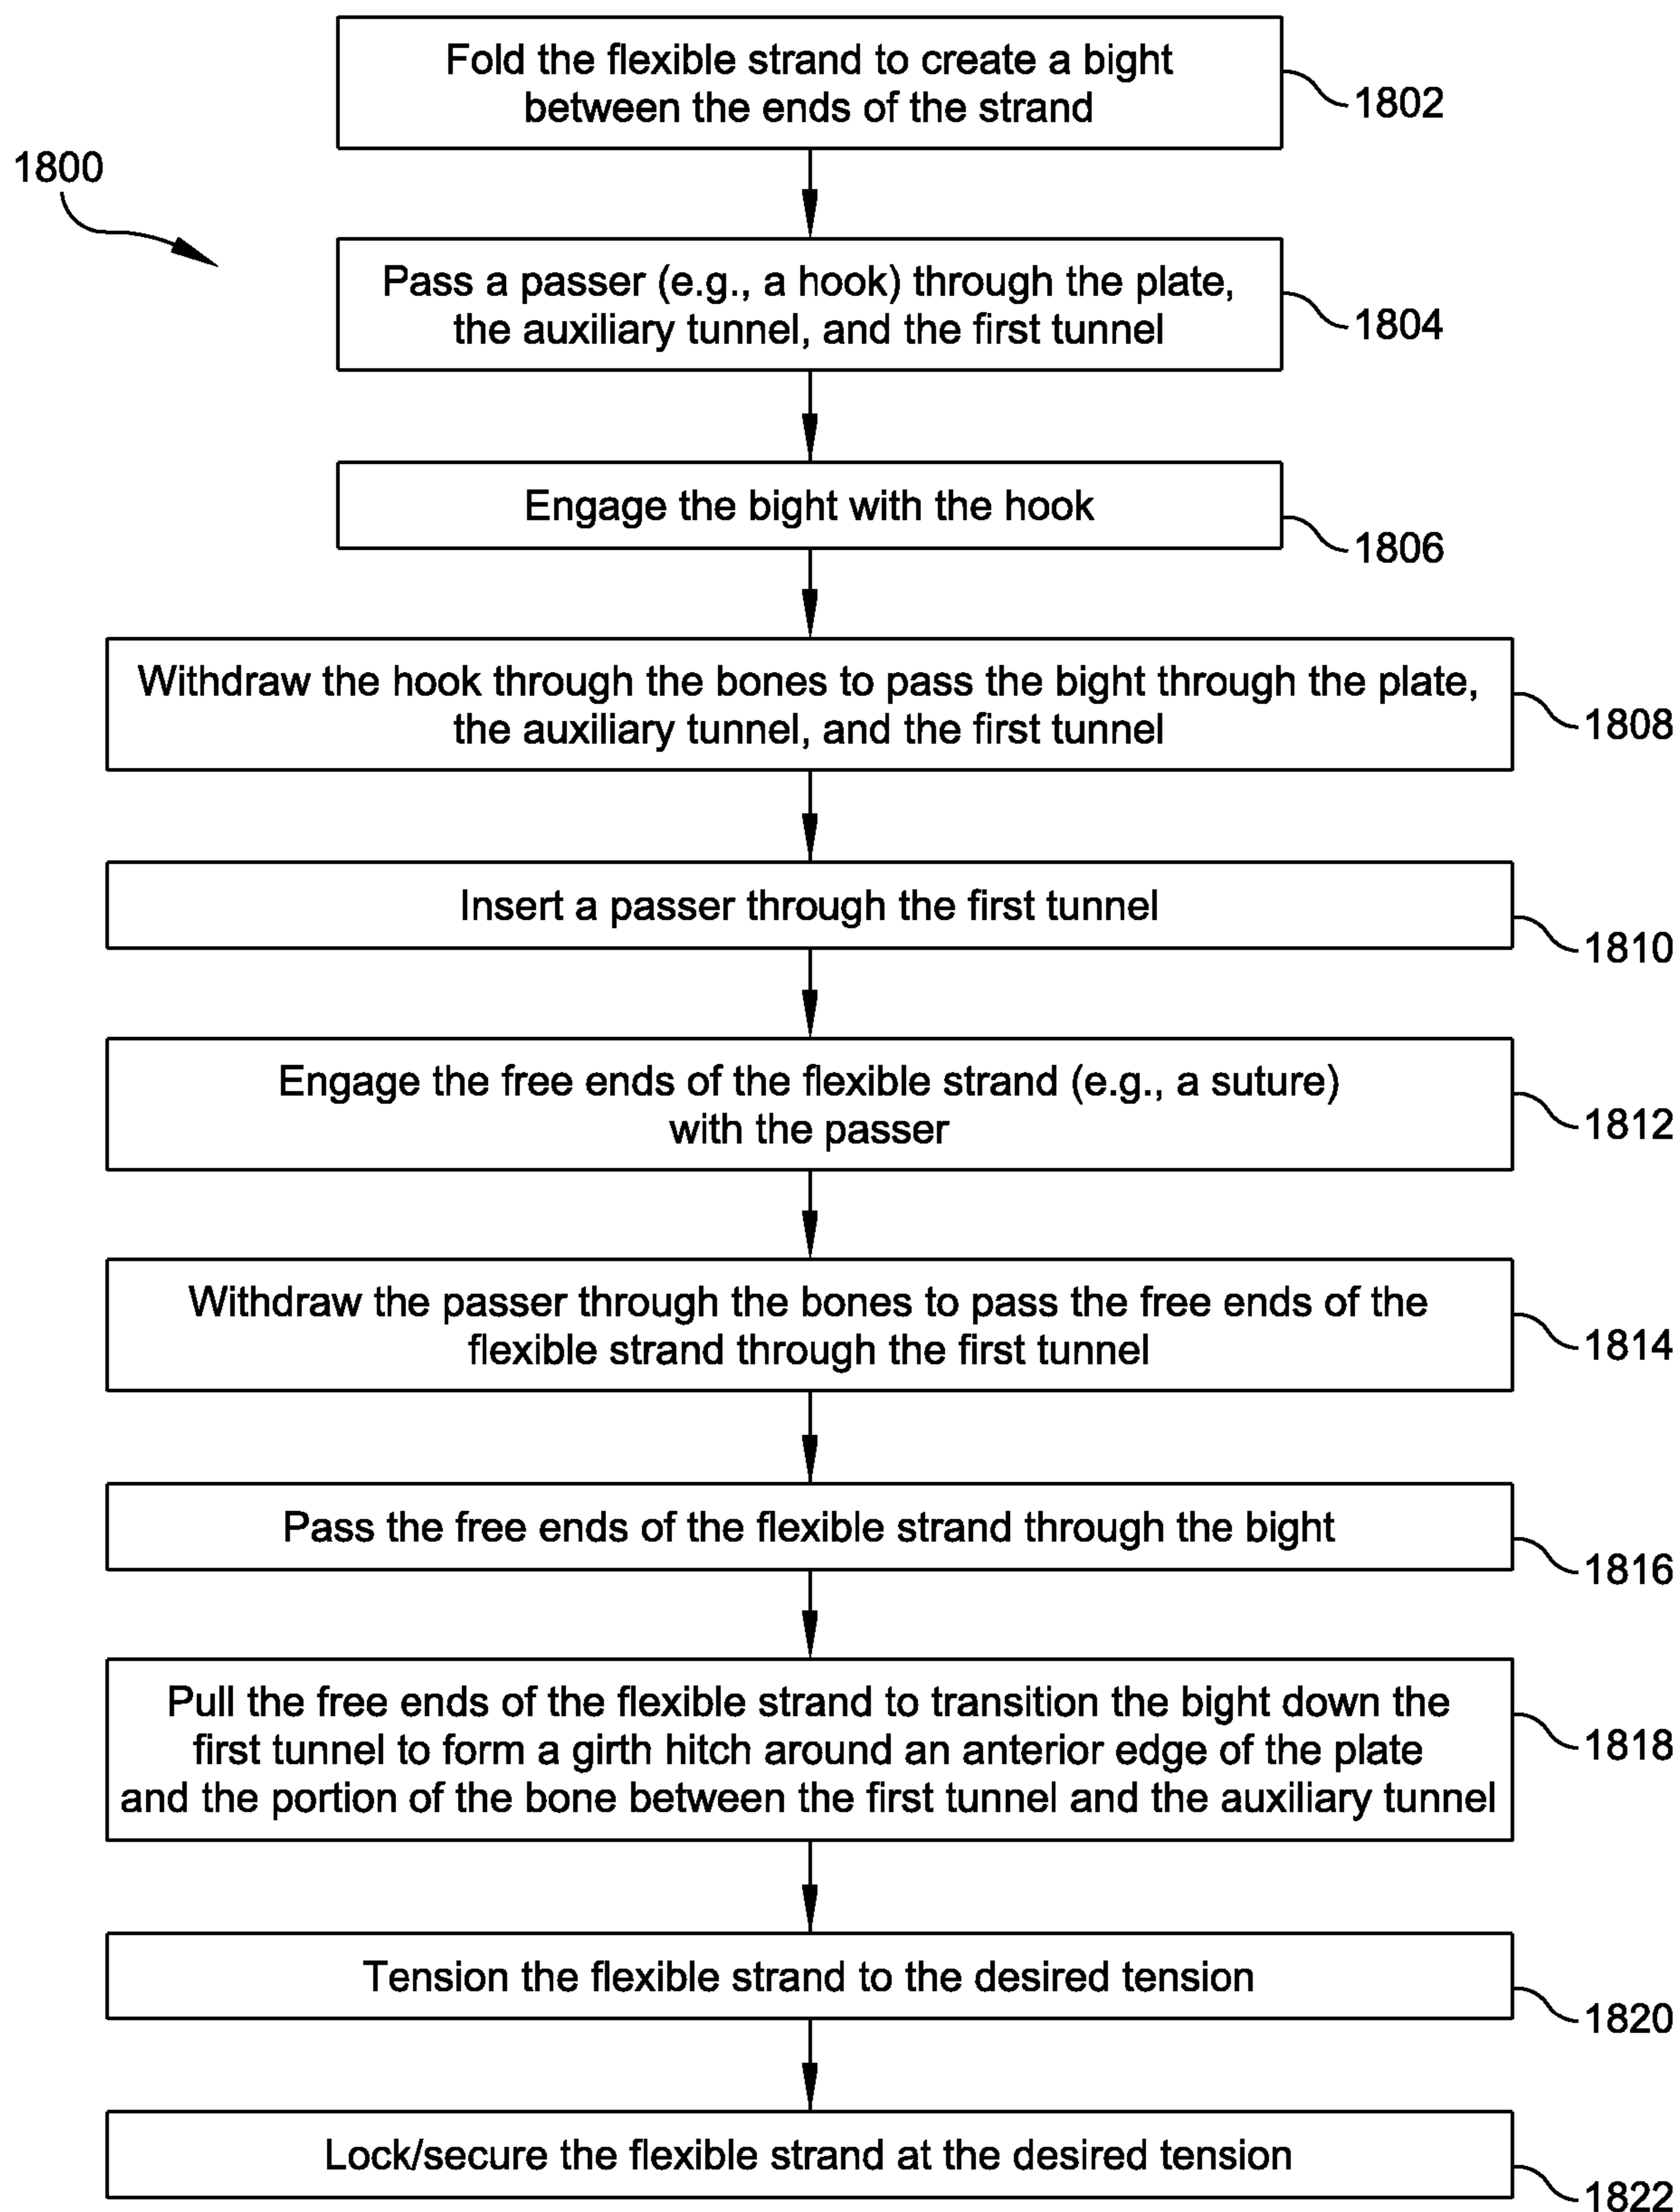 Fold the flexible strand to create a bight
between the ends of the strand
1802
1800
Pass a passer (e.g., a hook) through the plate,
the auxiliary tunnel, and the first tunnel
1804
Engage the bight with the hook
1806
Withdraw the hook through the bones to pass the bight through the plate,
the auxiliary tunnel, and the first tunnel
1808
Insert a passer through the first tunnel
1810
Engage the free ends of the flexible strand (e.g., a suture)
with the passer
1812
Withdraw the passer through the bones to pass the free ends of the
flexible strand through the first tunnel
1814
Pass the free ends of the flexible strand through the bight
1816
Pull the free ends of the flexible strand to transition the bight down the
first tunnel to form a girth hitch around an anterior edge of the plate
and the portion of the bone between the first tunnel and the auxiliary tunnel
1818
Tension the flexible strand to the desired tension
1820
Lock/secure the flexible strand at the desired tension
1822